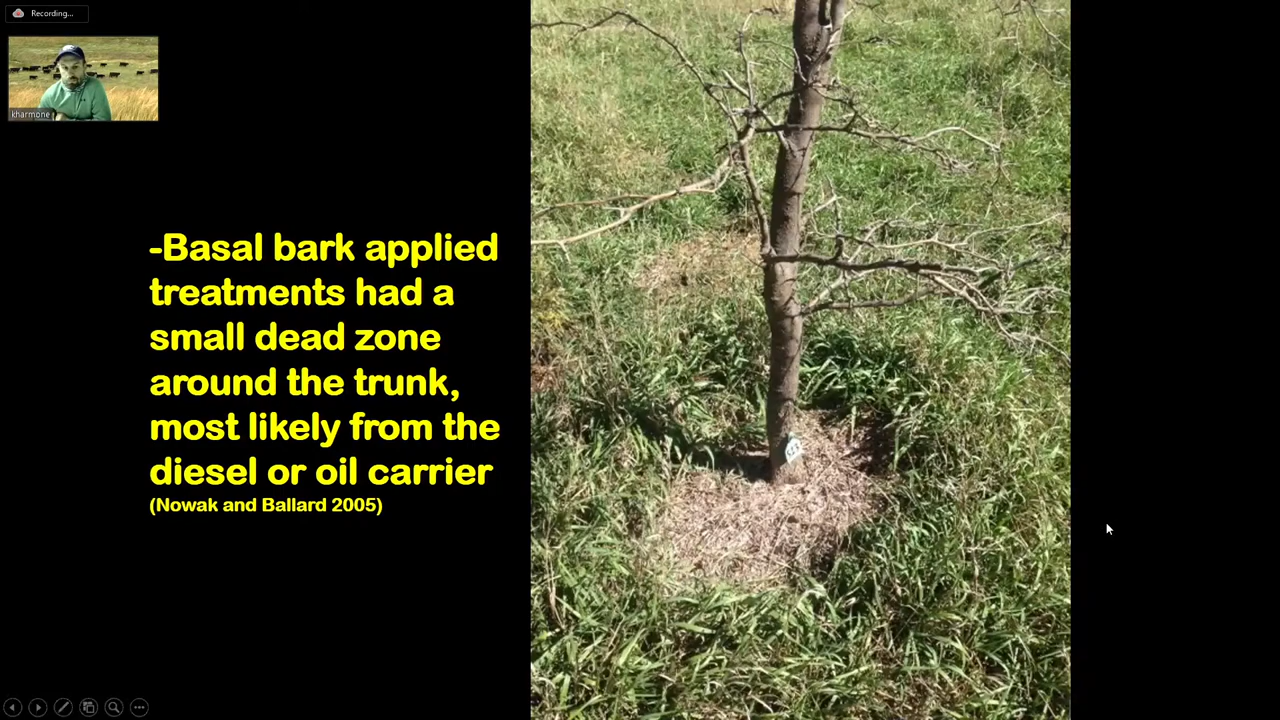 Recording...
kharmone
-Basal bark applied
treatments had a
small dead zone
around the trunk,
most likely from the
diesel or oil carrier
(Nowak and Ballard 2005)